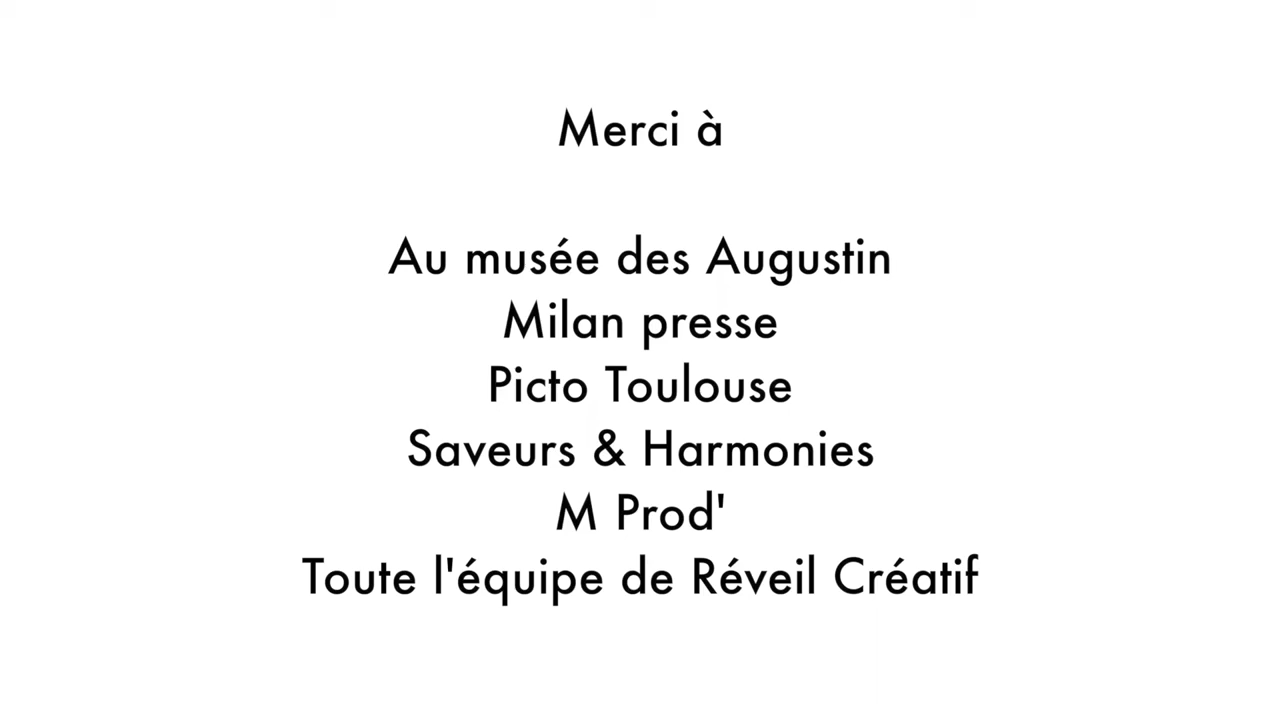 Merci à
Au musée des Augustin
Milan presse
Picto Toulouse
Saveurs & Harmonies
M Prod'
Toute l'équipe de Réveil Créatif